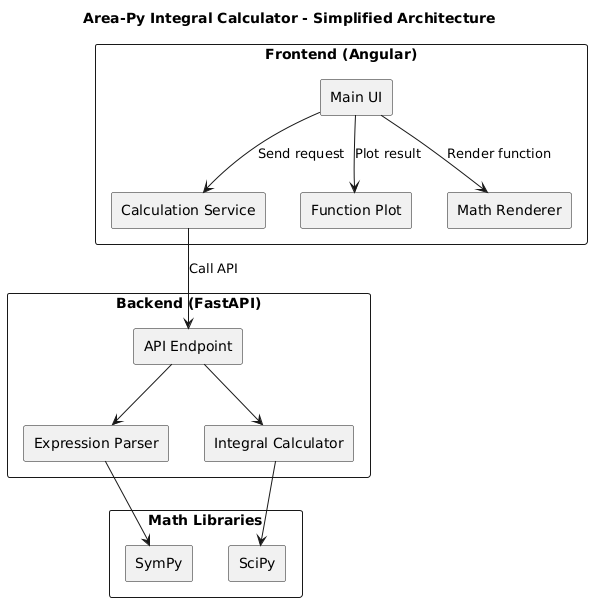 Area-Py Integral Calculator - Simplified Architecture
Frontend (Angular)
Main UI
Send request
Plot result
Render function
Calculation Service
Function Plot
Math Renderer
Call API
Backend (FastAPI)
API Endpoint
Expression Parser
Integral Calculator
Math Libraries
SymPy
SciPy